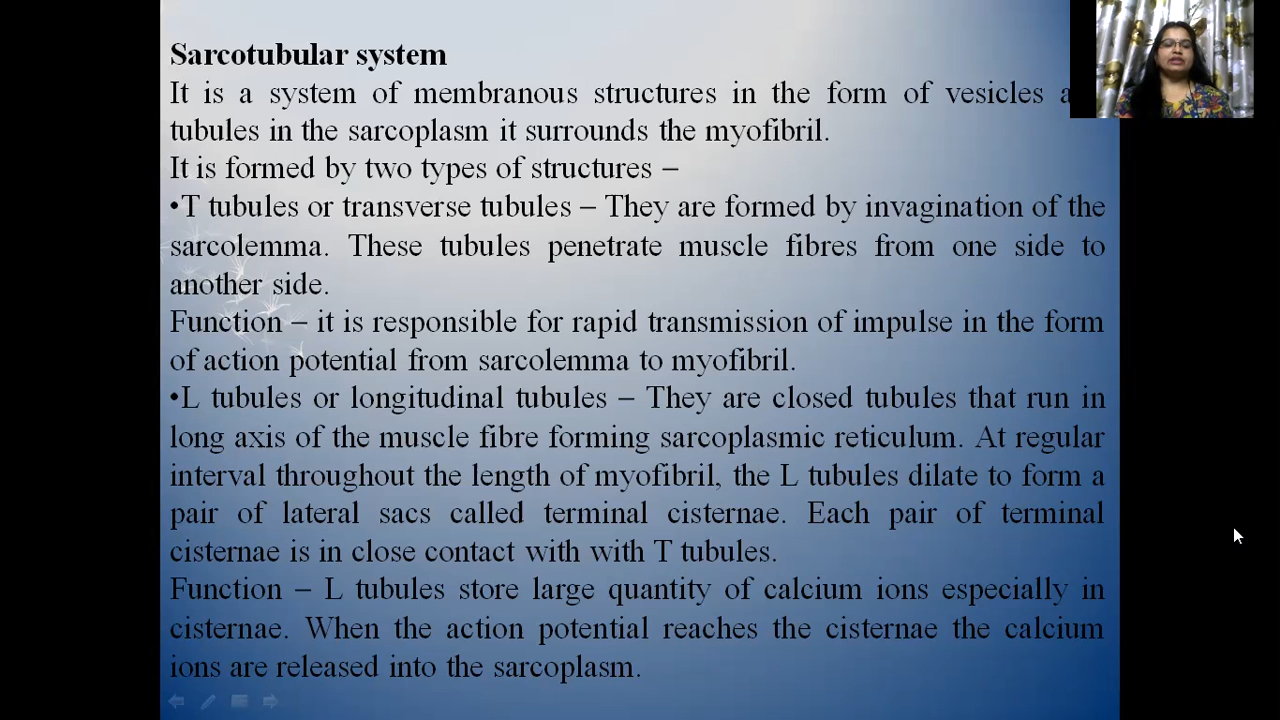 Sarcotubular system
It is a system of membranous structures in the form of vesicles
tubules in the sarcoplasm it surrounds the myofibril.
It is formed by two types of structures –
•T tubules or transverse tubules – They are formed by invagination of the
sarcolemma. These tubules penetrate muscle fibres from one side to
another side.
Function – it is responsible for rapid transmission of impulse in the form
of action potential from sarcolemma to myofibril.
•L tubules or longitudinal tubules – They are closed tubules that run in
long axis of the muscle fibre forming sarcoplasmic reticulum. At regular
interval throughout the length of myofibril, the L tubules dilate to form a
pair of lateral sacs called terminal cisternae. Each pair of terminal
cisternae is in close contact with with T tubules.
Function – L tubules store large quantity of calcium ions especially in
cisternae. When the action potential reaches the cisternae the calcium
ions are released into the sarcoplasm.